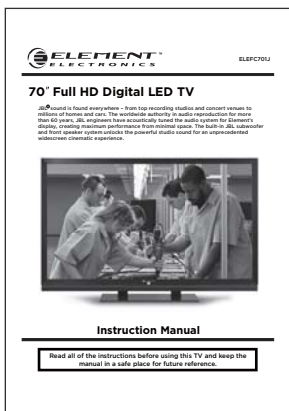 ELEMENT™
ELECTRONICS
ELEFC701J
70" Full HD Digital LED TV
JBL® sound is found everywhere – from top recording studios and concert venues to
millions of homes and cars. The worldwide authority in audio reproduction for more
than 60 years, JBL engineers have acoustically tuned the audio system for Element's
display, creating maximum performance from minimal space. The built-in JBL subwoofer
and front speaker system unlocks the powerful studio sound for an unprecedented
widescreen cinematic experience.
Instruction Manual
Read all of the instructions before using this TV and keep the
manual in a safe place for future reference.